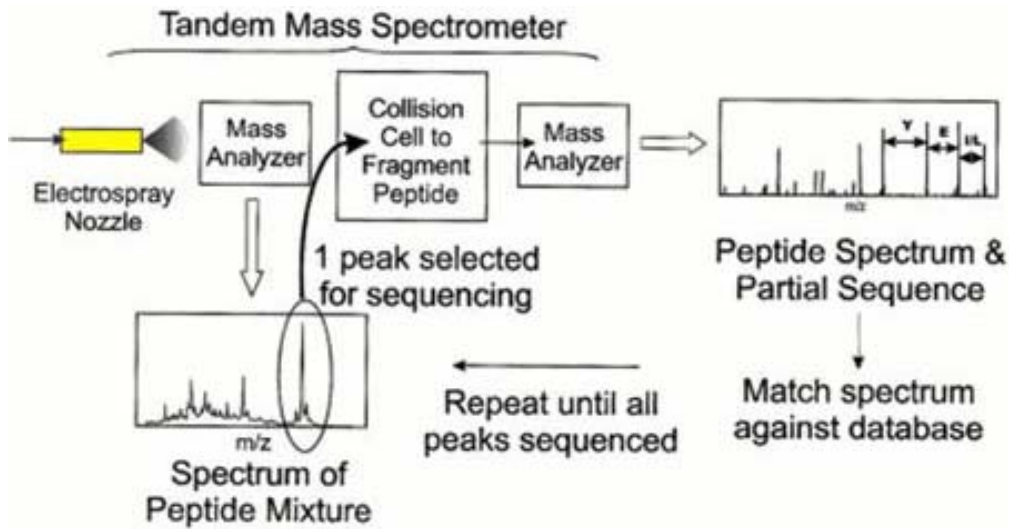 Tandem Mass Spectrometer
Electrospray
Nozzle
Mass
Analyzer
Collision
Cell to
Fragment
Peptide
Mass
Analyzer
Y
E
I/L
m/z
1 peak selected
for sequencing
Peptide Spectrum &
Partial Sequence
m/z
Spectrum of
Peptide Mixture
Repeat until all
peaks sequenced
Match spectrum
against database